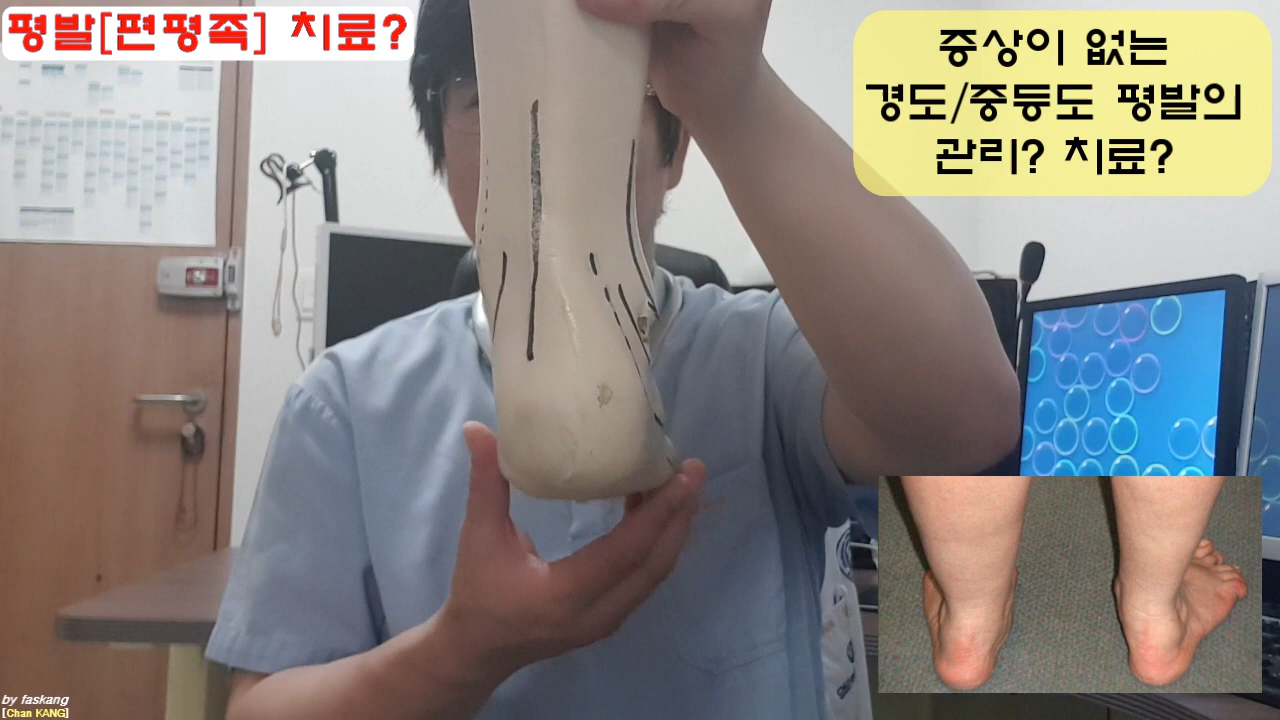 평발[편평족] 치료?
증상이 없는
경도/중등도 평발의
관리? 치료?
by faskang
[Chan KANG]